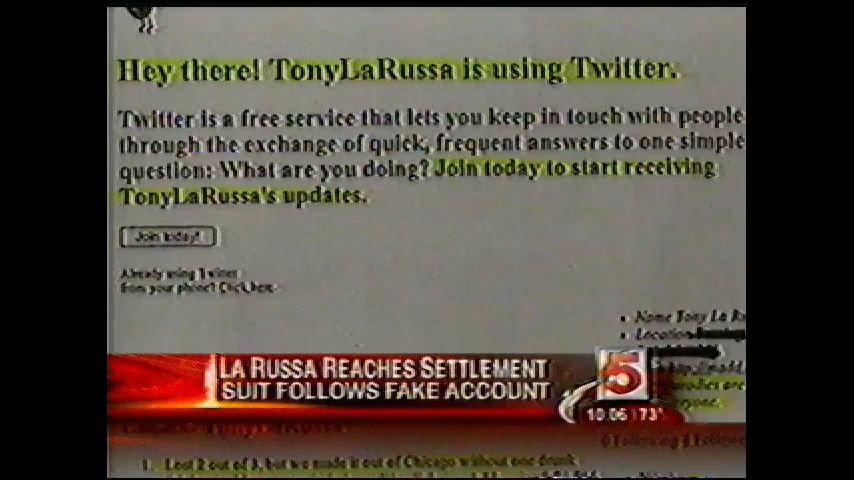 Hey there! TonyLaRussa is using Twitter.
Twitter is a free service that lets you keep in touch with people
through the exchange of quick, frequent answers to one simple
question: What are you doing? Join today to start receiving
TonyLaRussa's updates.
Join today!
Already using Twitter
from your phone? Click here.
Name Tony La
Location
LA RUSSA REACHES SETTLEMENT
SUIT FOLLOWS FAKE ACCOUNT
5
10:06 73°
1. Lost 2 out of 3, but we made it out of Chicago without one drunk